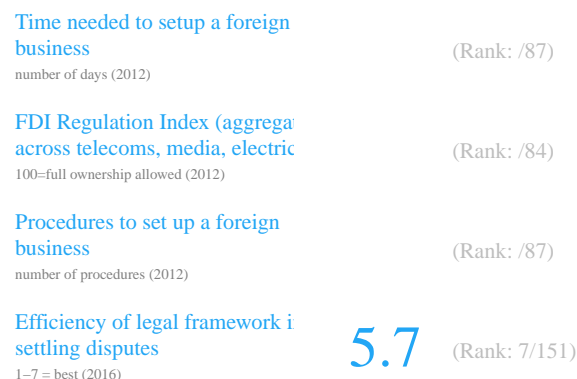 Time needed to setup a foreign
business
number of days (2012)
(Rank: /87)
FDI Regulation Index
across telecoms, media,
100=full ownership allowed (2012)
(Rank: /84)
Procedures to set up a foreign
business
number of procedures (2012)
(Rank: /87)
Efficiency of legal framework
settling disputes
1–7 = best (2016)
5.7 (Rank: 7/151)